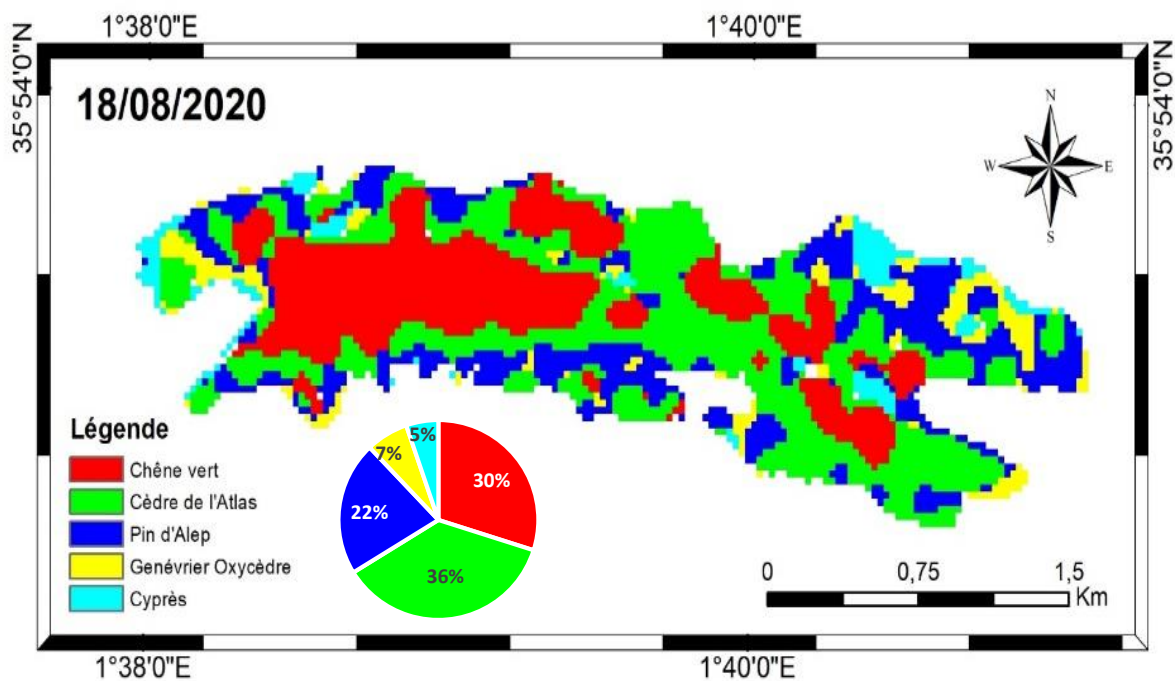 1°38'0"E 1°40'0"E
35°54'0"N
35°54'0"N
18/08/2020
N
W E
S
Légende
Chêne vert
Cèdre de l'Atlas
Pin d'Alep
Genévrier Oxycèdre
Cyprès
5%
7%
30%
22%
36%
0 0,75 1,5
Km
1°38'0"E 1°40'0"E